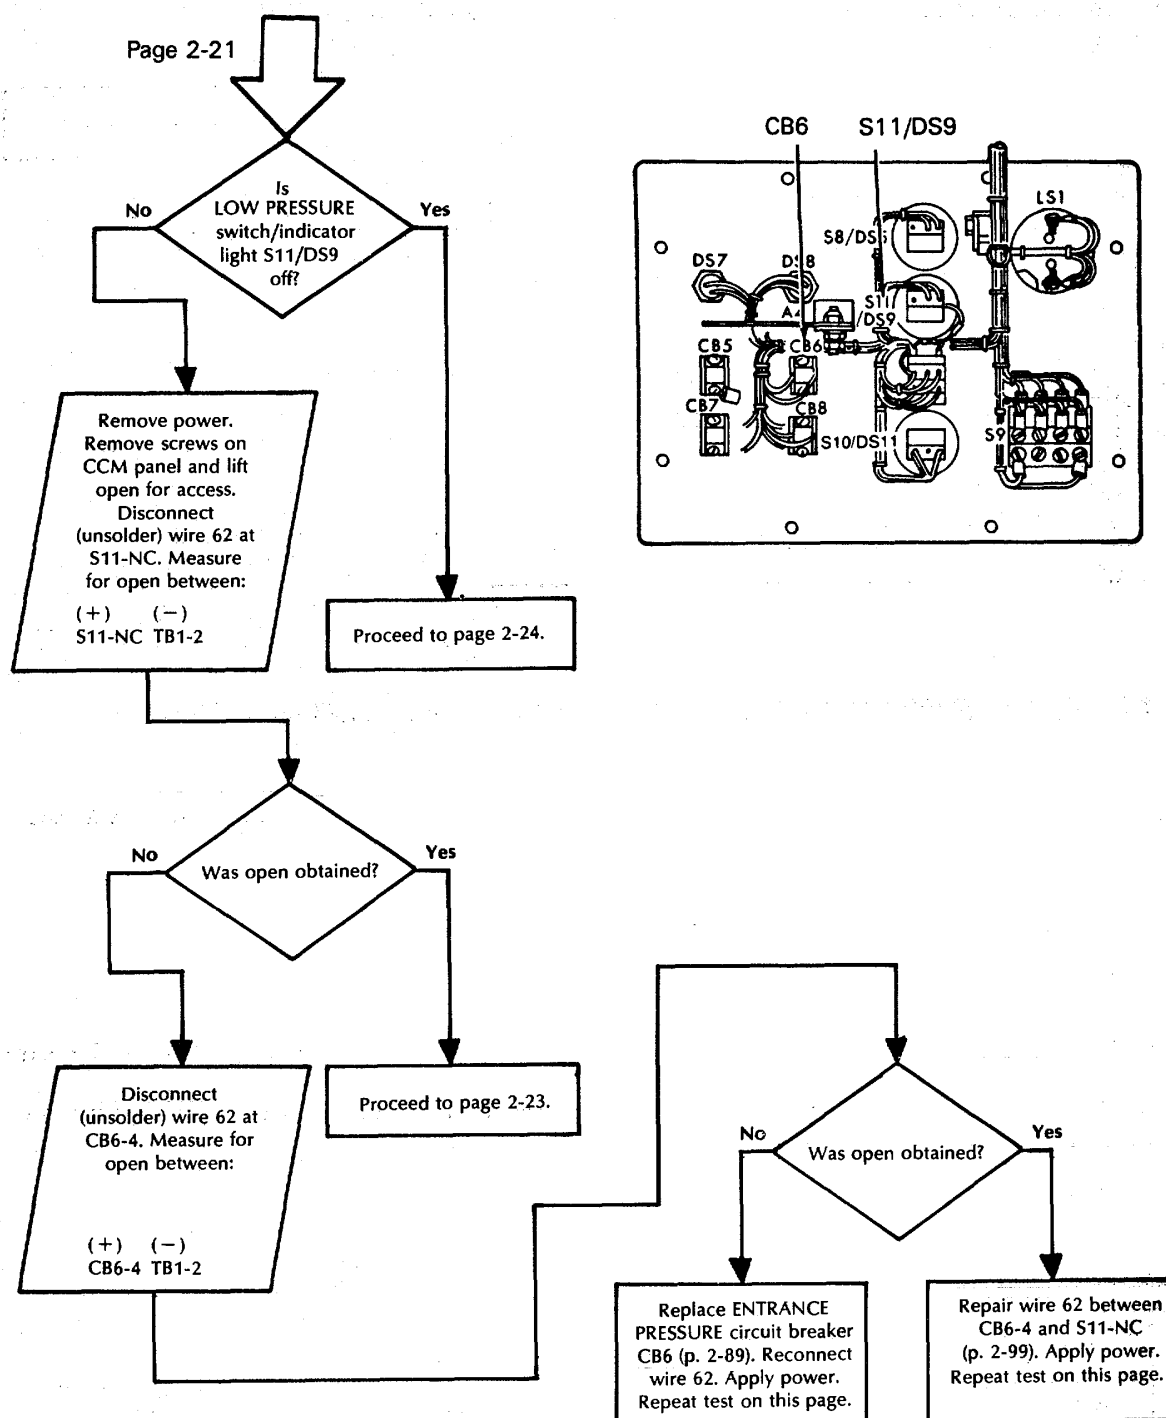 Page 2-21
Is
LOW PRESSURE
switch/indicator
light S11/DS9
off?
No
Yes
Remove power.
Remove screws on
CCM panel and lift
open for access.
Disconnect
(unsolder) wire 62 at
S11-NC. Measure
for open between:
(+) (−)
S11-NC TB1-2
Proceed to page 2-24.
CB6 S11/DS9
LS1
S8/DS
DS7
DS8
S11
/DS9
CB5
CB6
CB7
CB8
S10/DS11
S9
Was open obtained?
No
Yes
Disconnect
(unsolder) wire 62 at
CB6-4. Measure for
open between:
(+) (−)
CB6-4 TB1-2
Proceed to page 2-23.
Was open obtained?
No
Yes
Replace ENTRANCE
PRESSURE circuit breaker
CB6 (p. 2-89). Reconnect
wire 62. Apply power.
Repeat test on this page.
Repair wire 62 between
CB6-4 and S11-NC
(p. 2-99). Apply power.
Repeat test on this page.